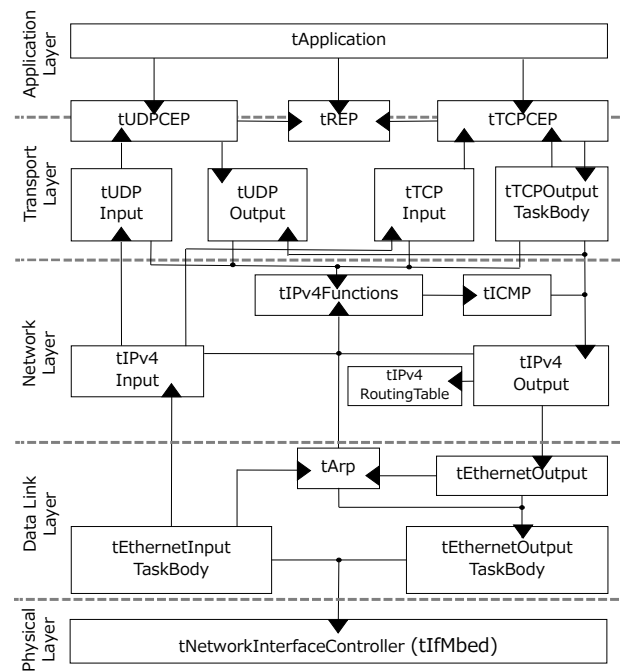 Application
Layer
tApplication
tUDPCEP
tREP
tTCPCEP
Transport
Layer
tUDP
Input
tUDP
Output
tTCP
Input
tTCPOutput
TaskBody
Network
Layer
tIPv4Functions
tICMP
tIPv4
Input
tIPv4
RoutingTable
tIPv4
Output
Data Link
Layer
tArp
tEthernetOutput
tEthernetInput
TaskBody
tEthernetOutput
TaskBody
Physical
Layer
tNetworkInterfaceController (tIfMbed)